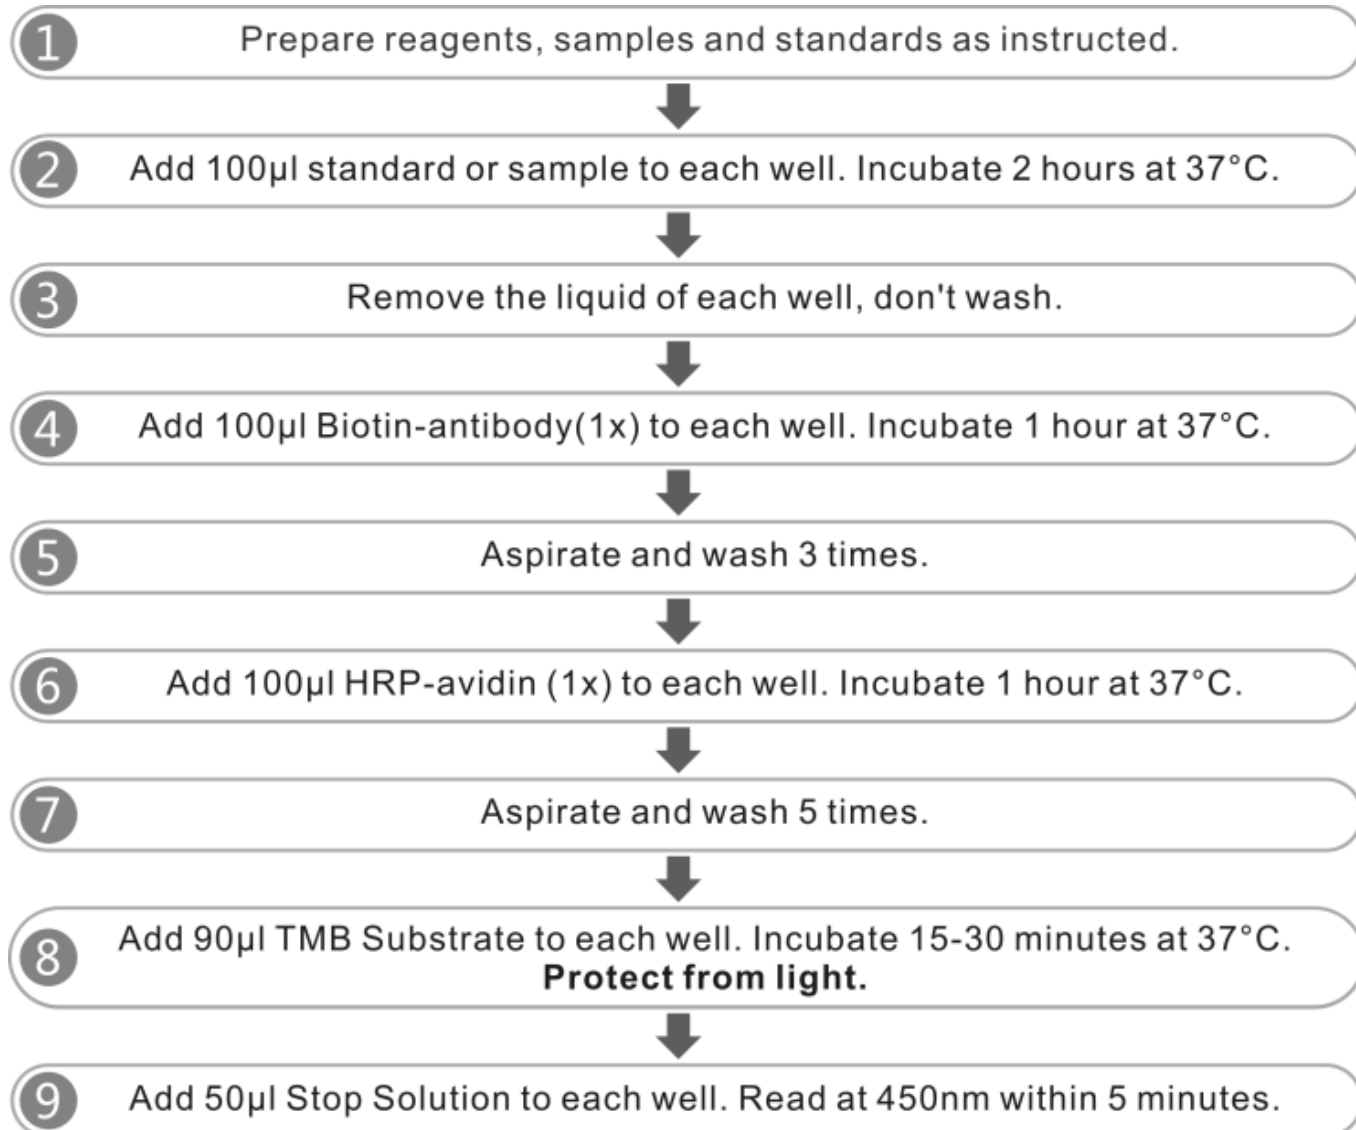 1
Prepare reagents, samples and standards as instructed.
2
Add 100µl standard or sample to each well. Incubate 2 hours at 37°C.
3
Remove the liquid of each well, don't wash.
4
Add 100µl Biotin-antibody(1x) to each well. Incubate 1 hour at 37°C.
5
Aspirate and wash 3 times.
6
Add 100µl HRP-avidin (1x) to each well. Incubate 1 hour at 37°C.
7
Aspirate and wash 5 times.
8
Add 90µl TMB Substrate to each well. Incubate 15-30 minutes at 37°C.
Protect from light.
9
Add 50µl Stop Solution to each well. Read at 450nm within 5 minutes.